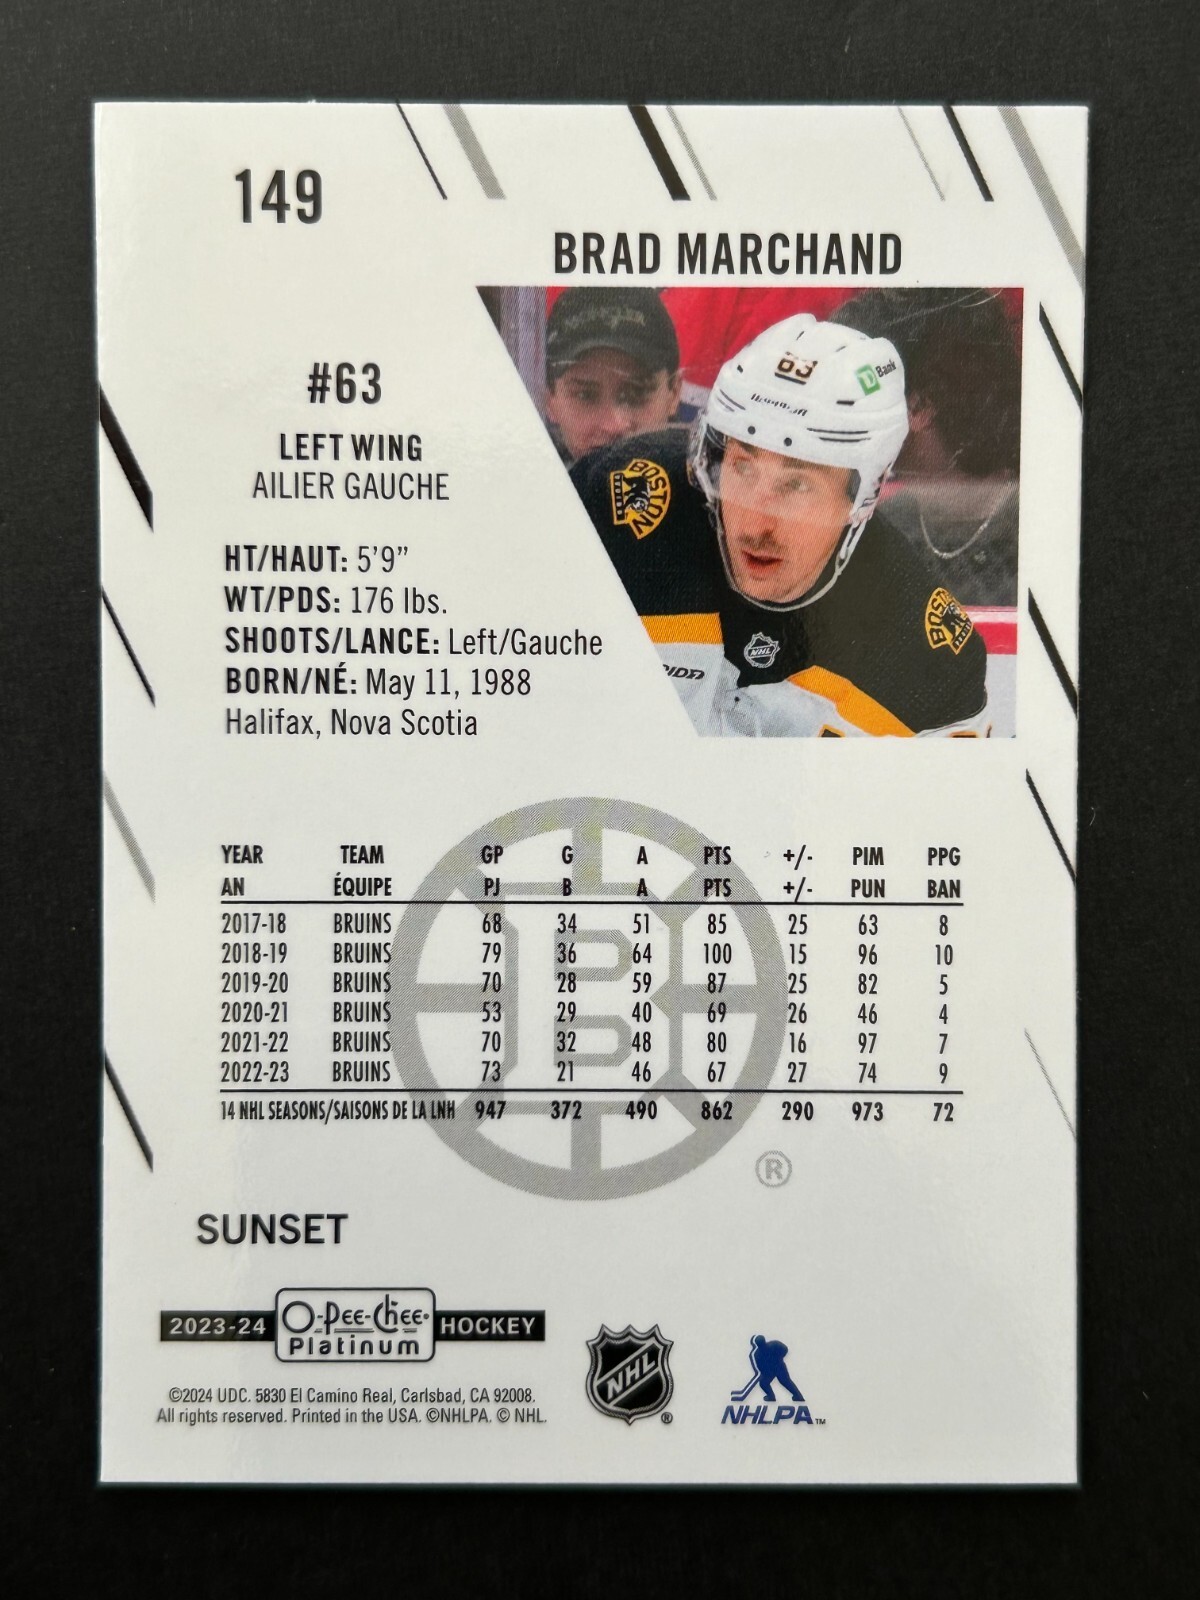 149
BRAD MARCHAND
#63
LEFT WING
AILIER GAUCHE
HT/HAUT: 5'9"
WT/PDS: 176 lbs.
SHOOTS/LANCE: Left/Gauche
BORN/NÉ: May 11, 1988
Halifax, Nova Scotia
63
TD Bank
BOSTON
BOSTON
NHL
YEAR TEAM GP G A PTS +/- PIM PPG
AN ÉQUIPE PJ B A PTS +/- PUN BAN
2017-18 BRUINS 68 34 51 85 25 63 8
2018-19 BRUINS 79 36 64 100 15 96 10
2019-20 BRUINS 70 28 59 87 25 82 5
2020-21 BRUINS 53 29 40 69 26 46 4
2021-22 BRUINS 70 32 48 80 16 97 7
2022-23 BRUINS 73 21 46 67 27 74 9
14 NHL SEASONS/SAISONS DE LA LNH 947 372 490 862 290 973 72
B
®
SUNSET
2023-24 O-Pee-Chee Platinum HOCKEY
©2024 UDC. 5830 El Camino Real, Carlsbad, CA 92008.
All rights reserved. Printed in the USA. ©NHLPA. © NHL.
NHL ®
NHLPA™